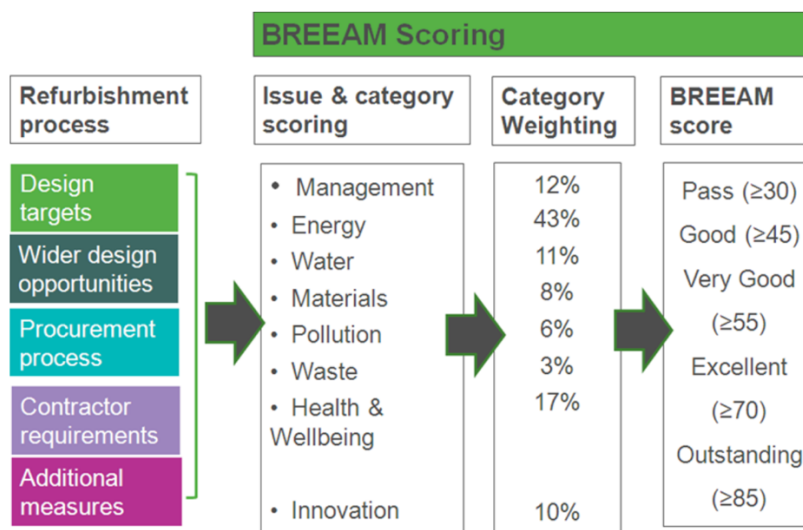 BREEAM Scoring
Refurbishment
process
Issue & category
scoring
Category
Weighting
BREEAM
score
Design
targets
Wider design
opportunities
Procurement
process
Contractor
requirements
Additional
measures
• Management
• Energy
• Water
• Materials
• Pollution
• Waste
• Health &
Wellbeing
• Innovation
12%
43%
11%
8%
6%
3%
17%
10%
Pass (≥30)
Good (≥45)
Very Good
(≥55)
Excellent
(≥70)
Outstanding
(≥85)